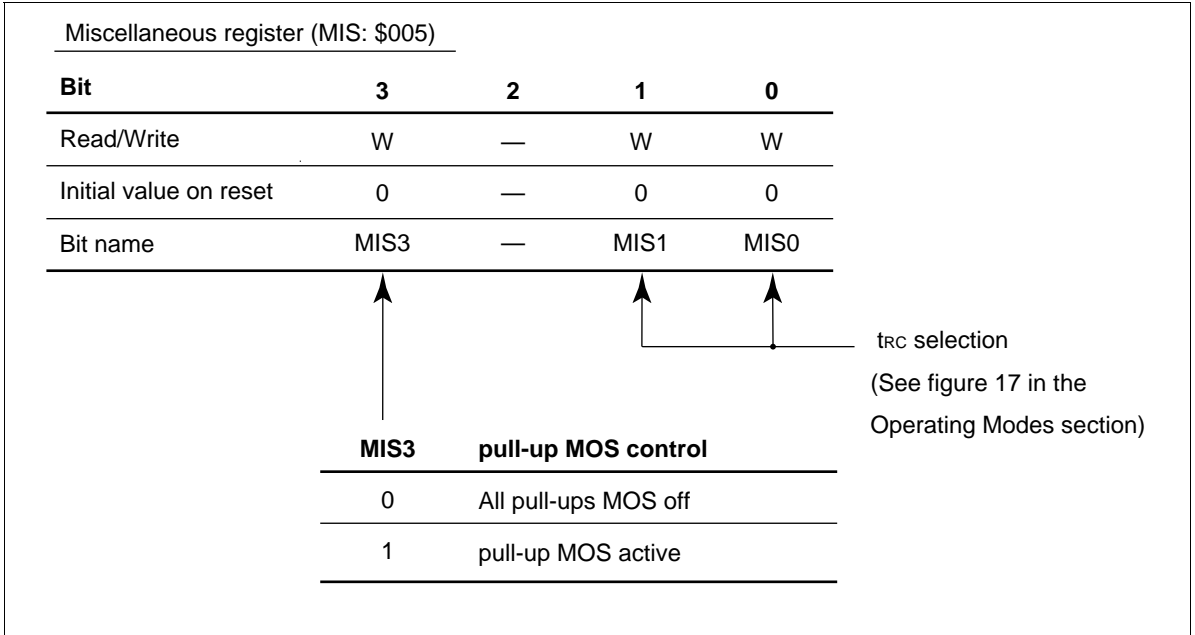 Miscellaneous register (MIS: $005)
Bit 3 2 1 0
Read/Write W — W W
Initial value on reset 0 — 0 0
Bit name MIS3 — MIS1 MIS0
tRC selection
(See figure 17 in the
Operating Modes section)
MIS3 pull-up MOS control
0 All pull-ups MOS off
1 pull-up MOS active